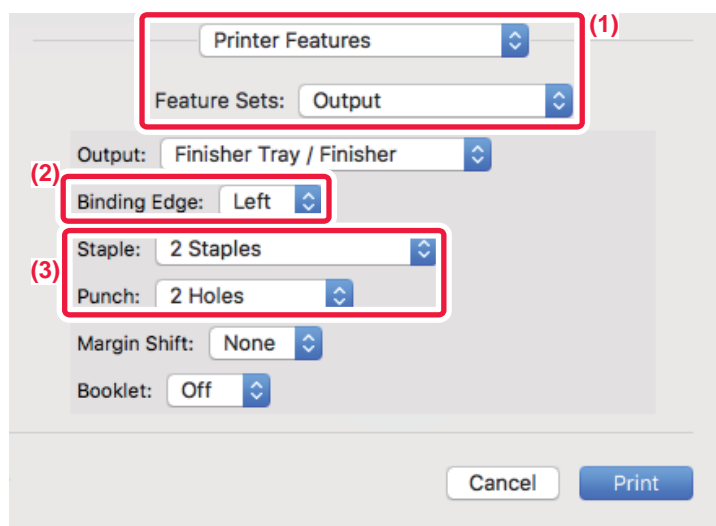 (1)
Printer Features
Feature Sets: Output
Output: Finisher Tray / Finisher
(2)
Binding Edge: Left
Staple: 2 Staples
(3)
Punch: 2 Holes
Margin Shift: None
Booklet: Off
Cancel Print